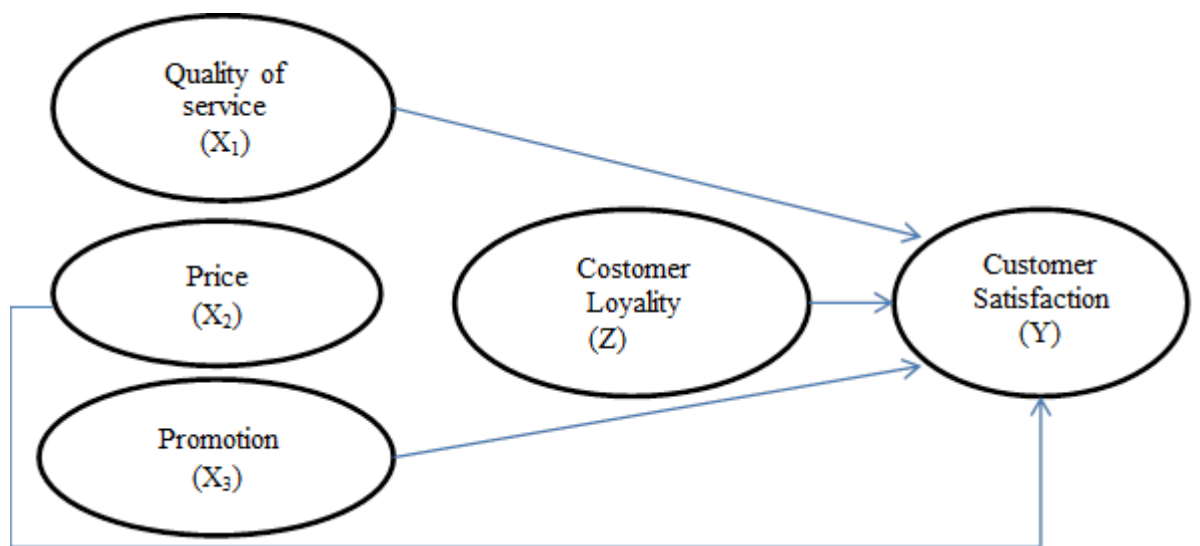 Quality of
service
(X₁)
Price
(X₂)
Promotion
(X₃)
Costomer
Loyality
(Z)
Customer
Satisfaction
(Y)